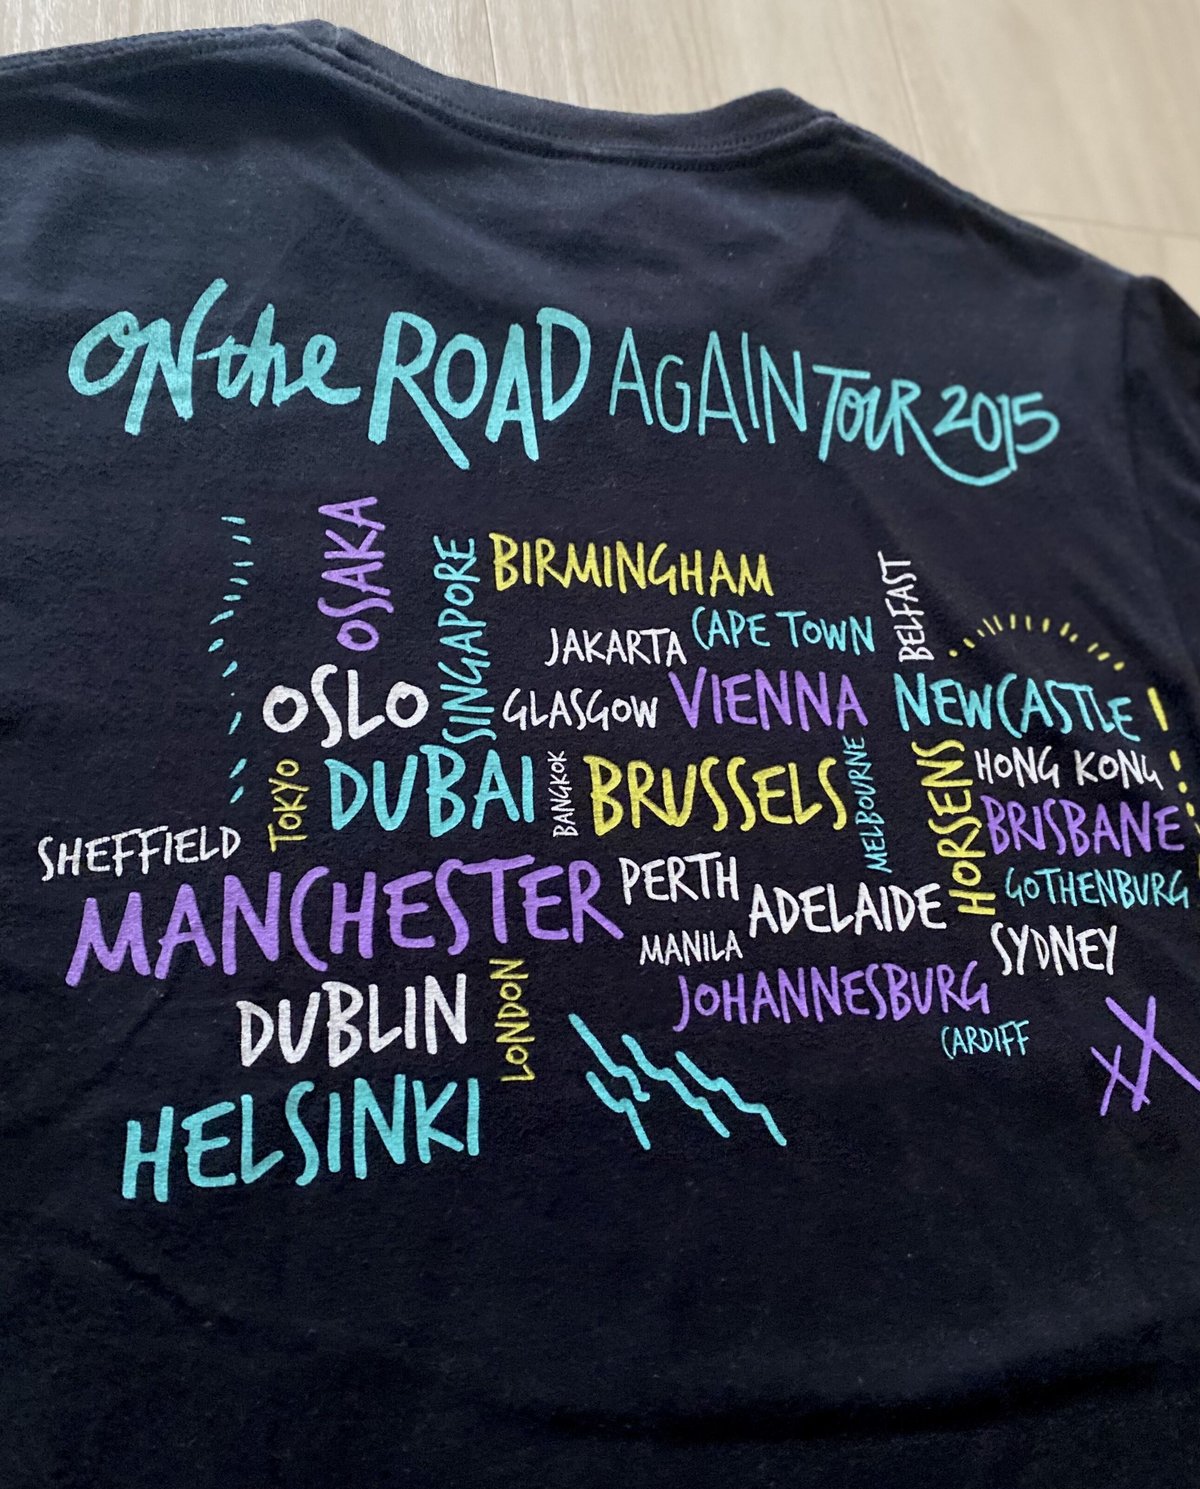 ON the ROAD AGAIN TOUR 2015
OSAKA
SINGAPORE
BIRMINGHAM
BELFAST
CAPE TOWN
JAKARTA
OSLO
GLASGOW
VIENNA
NEWCASTLE
TOKYO
DUBAI
BANGKOK
BRUSSELS
MELBOURNE
HORSENS
HONG KONG
BRISBANE
SHEFFIELD
MANCHESTER
PERTH
ADELAIDE
GOTHENBURG
MANILA
SYDNEY
DUBLIN
LONDON
JOHANNESBURG
CARDIFF
HELSINKI
XX